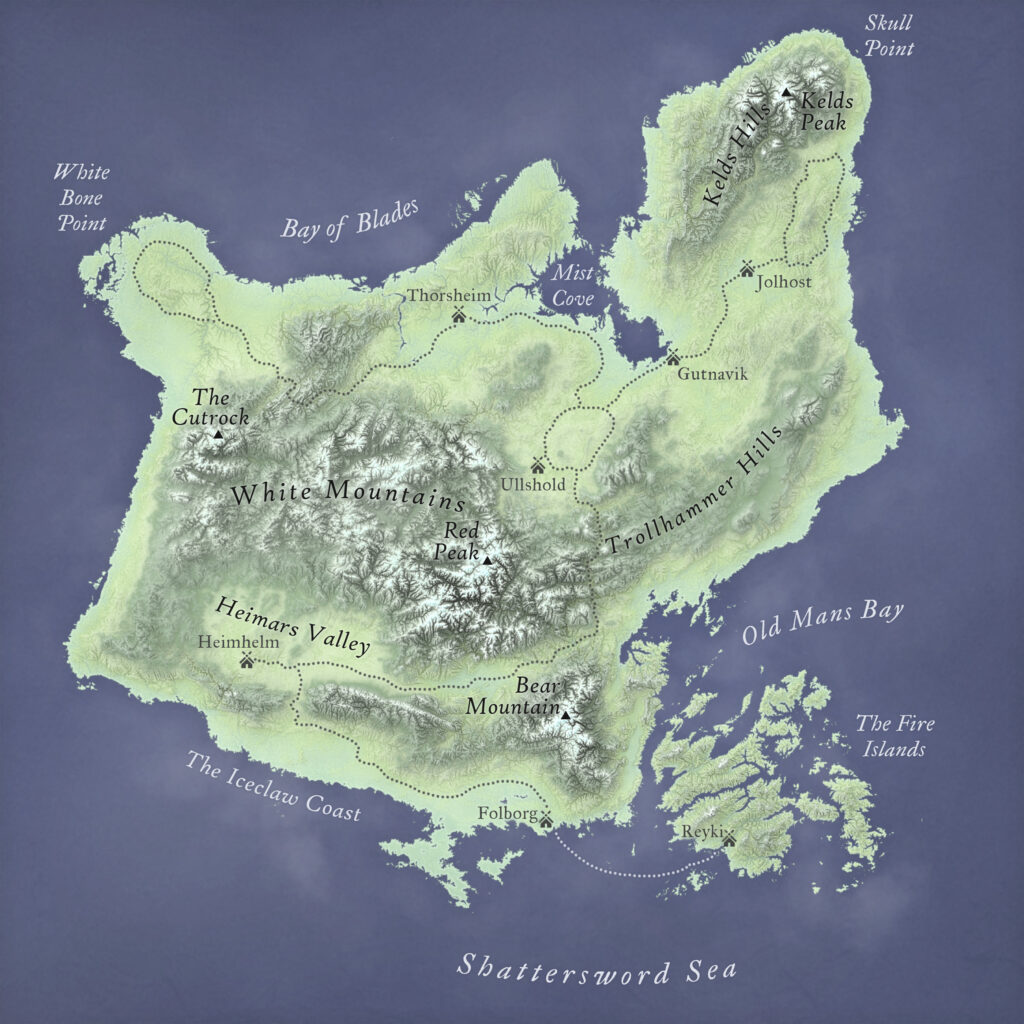 Skull
Point
Kelds
Peak
Kelds Hills
White
Bone
Point
Bay of Blades
Mist
Cove
Jolhost
Thorsheim
Gutnavik
The
Cutrock
Ullshold
White Mountains
Trollhammer Hills
Red
Peak
Heimars Valley
Heimhelm
Old Mans Bay
Bear
Mountain
The Fire
Islands
The Iceclaw Coast
Folborg
Reyki
Shattersword Sea